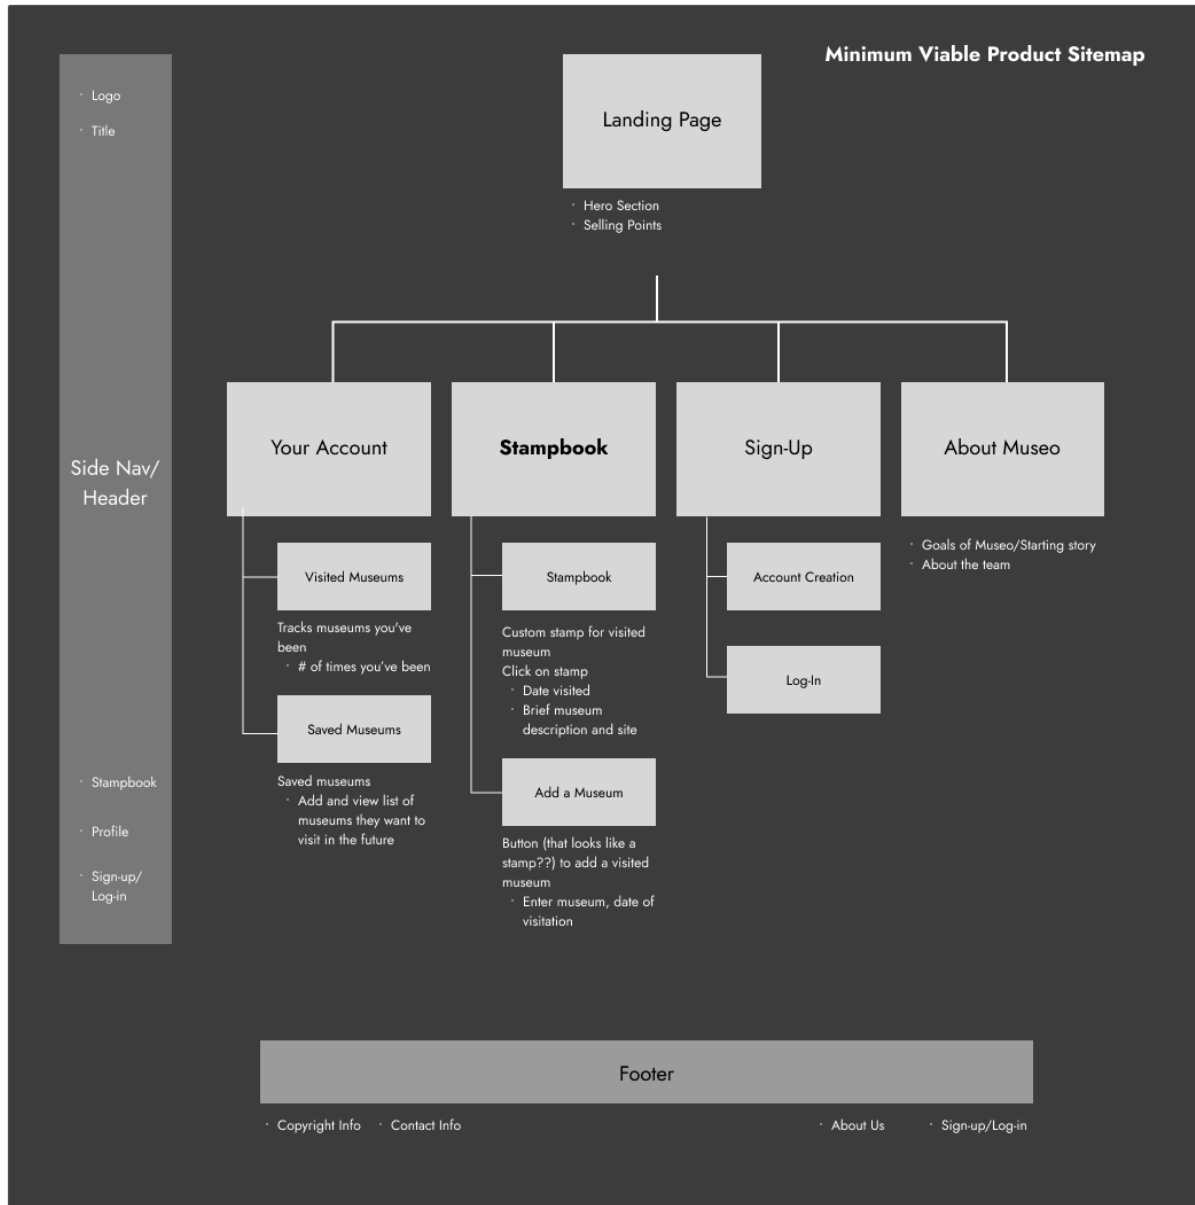 Minimum Viable Product Sitemap
· Logo
· Title
Side Nav/
Header
· Stampbook
· Profile
· Sign-up/
Log-in
Landing Page
· Hero Section
· Selling Points
Your Account
Visited Museums
Tracks museums you've
been
· # of times you've been
Saved Museums
Saved museums
· Add and view list of
museums they want to
visit in the future
Stampbook
Stampbook
Custom stamp for visited
museum
Click on stamp
· Date visited
· Brief museum
description and site
Add a Museum
Button (that looks like a
stamp??) to add a visited
museum
· Enter museum, date of
visitation
Sign-Up
Account Creation
Log-In
About Museo
· Goals of Museo/Starting story
· About the team
Footer
· Copyright Info · Contact Info · About Us · Sign-up/Log-in